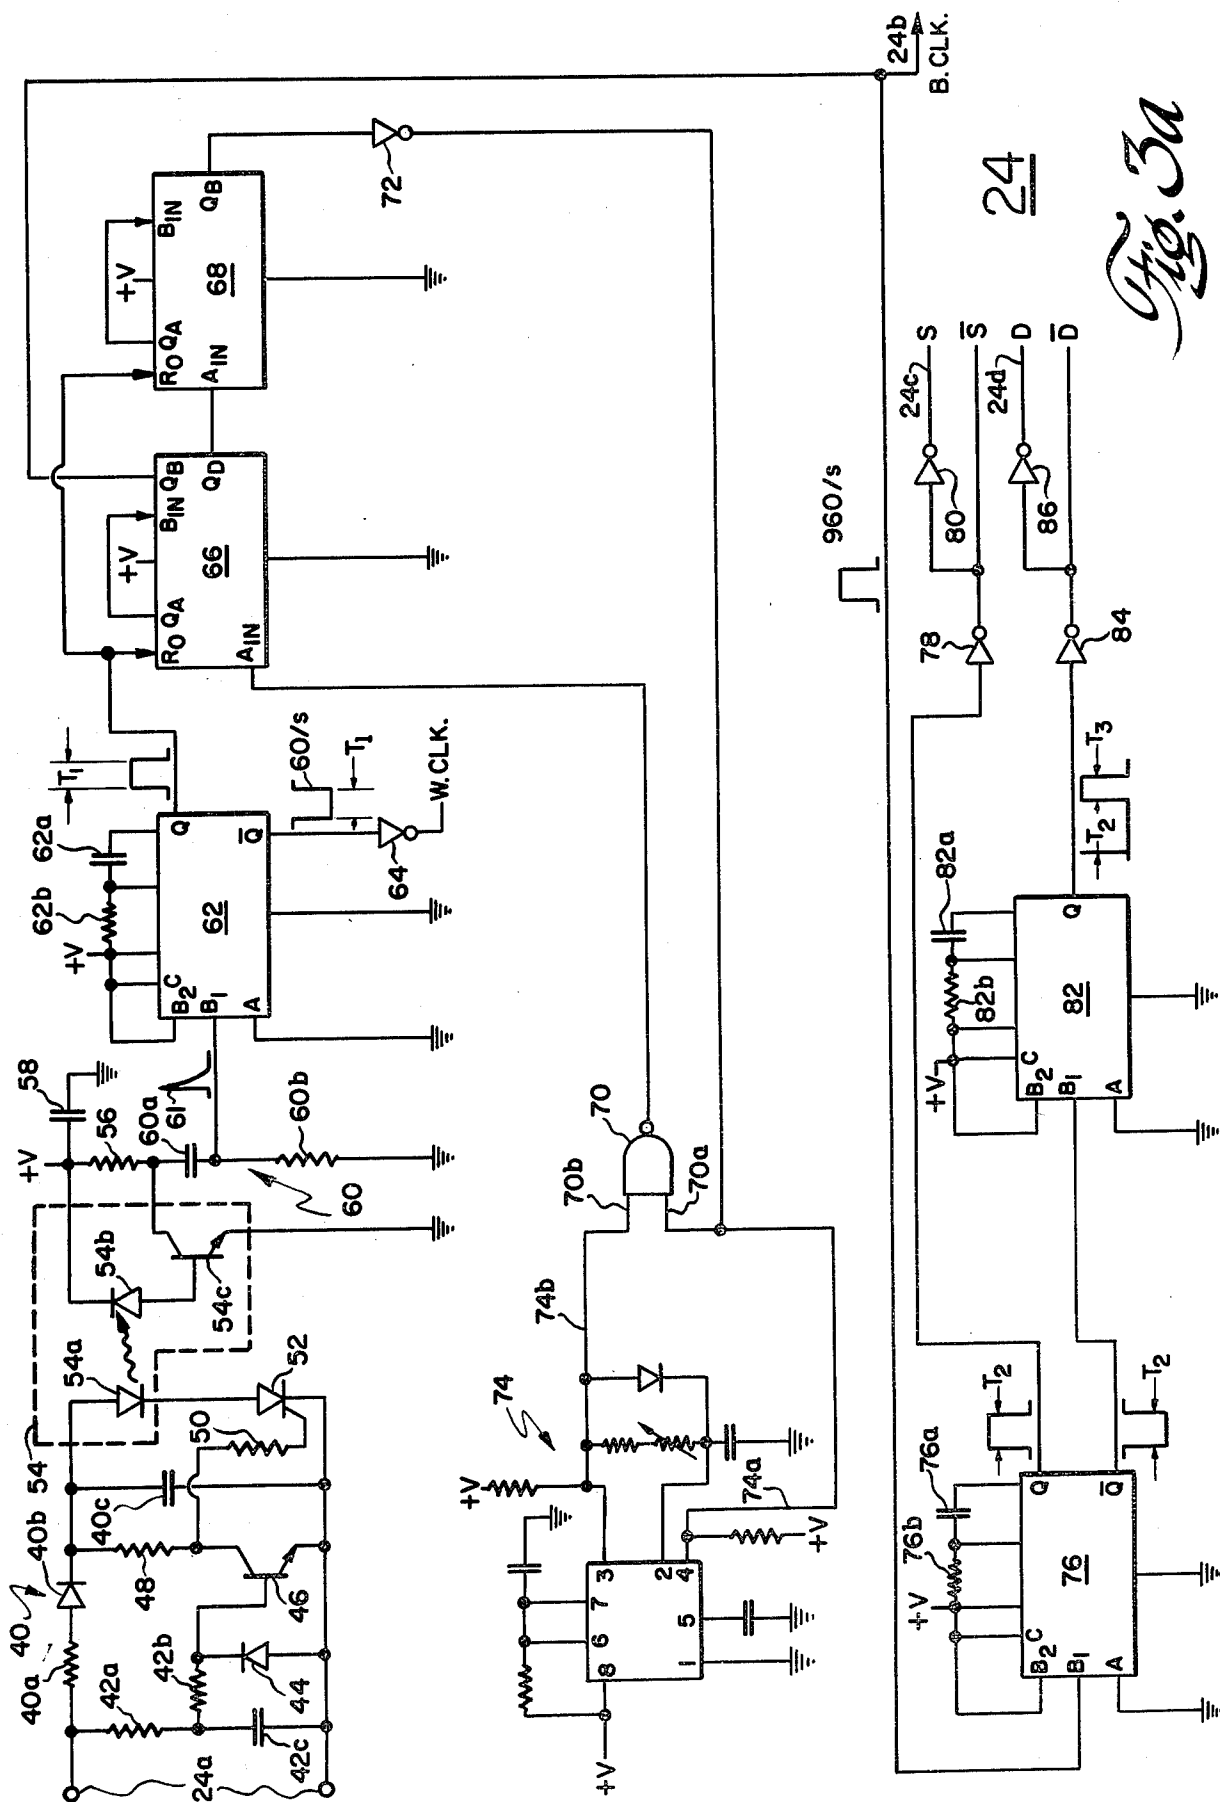 24a
40
40a
40b
40c
42a
42b
42c
44
46
48
50
52
54
54a
54b
54c
+V
56
58
60
60a
60b
61
+V
62b
62a
62
C
B2
B1
A
Q
Q̅
T1
60/s
T1
64
W. CLK.
+V
R0 QA
BIN
QB
QD
AIN
66
+V
R0 QA
BIN
QB
AIN
68
72
24b
B. CLK.
+V
+V
+V
8
6
7
3
2
4
5
1
74
74a
74b
70
70a
70b
960/s
+V
76b
76a
76
C
B2
B1
A
Q
Q̅
T2
T2
+V
82b
82a
82
C
B2
B1
A
Q
T2
T3
78
80
84
86
24c
S
S̅
24d
D
D̅
24
Fig. 3a